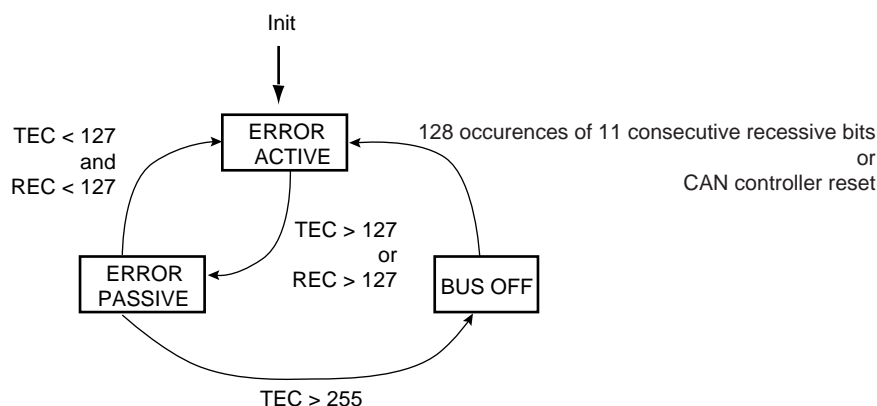 Init
ERROR
ACTIVE
TEC < 127
and
REC < 127
128 occurences of 11 consecutive recessive bits
or
CAN controller reset
TEC > 127
or
REC > 127
ERROR
PASSIVE
BUS OFF
TEC > 255